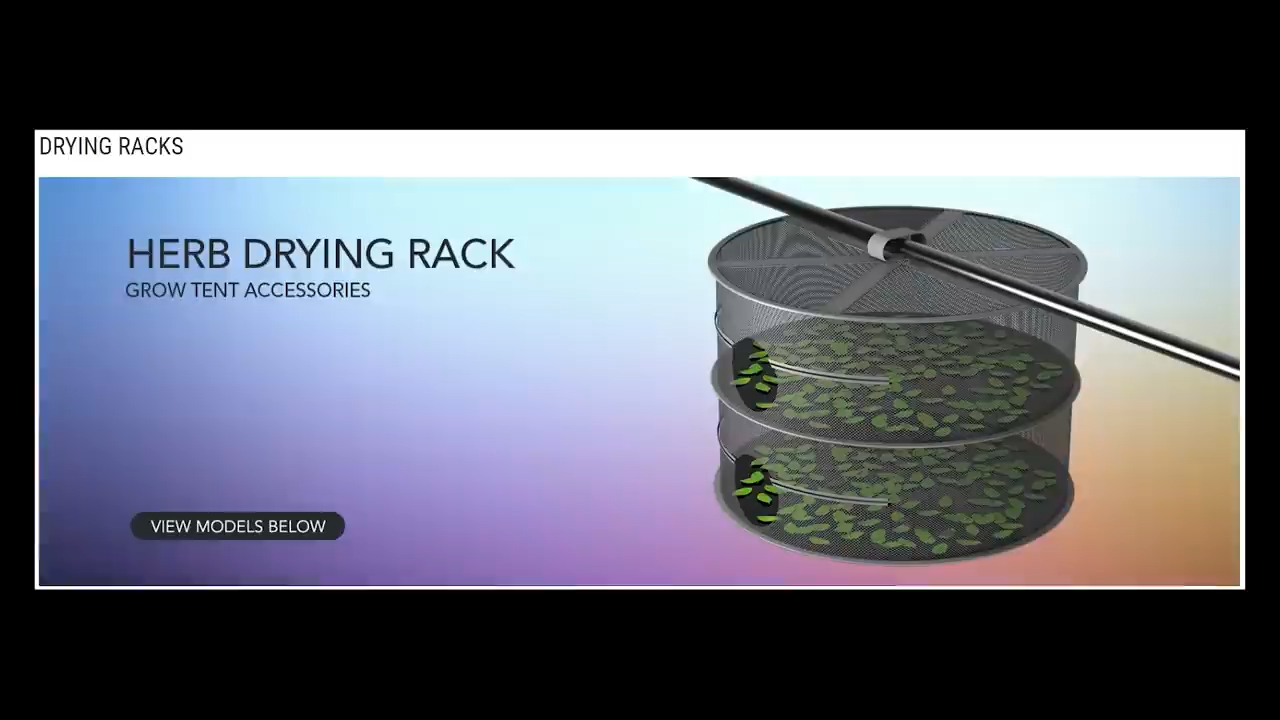 DRYING RACKS
HERB DRYING RACK
GROW TENT ACCESSORIES
VIEW MODELS BELOW